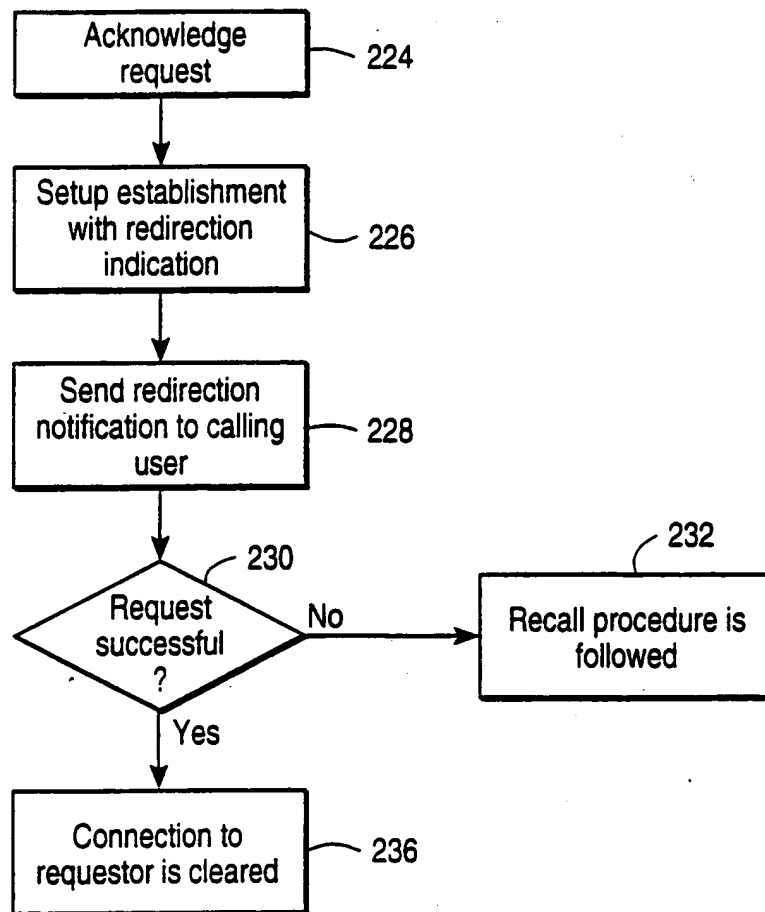 Acknowledge
request
224
Setup establishment
with redirection
indication
226
Send redirection
notification to calling
user
228
230
Request
successful
?
No
232
Recall procedure is
followed
Yes
Connection to
requestor is cleared
236